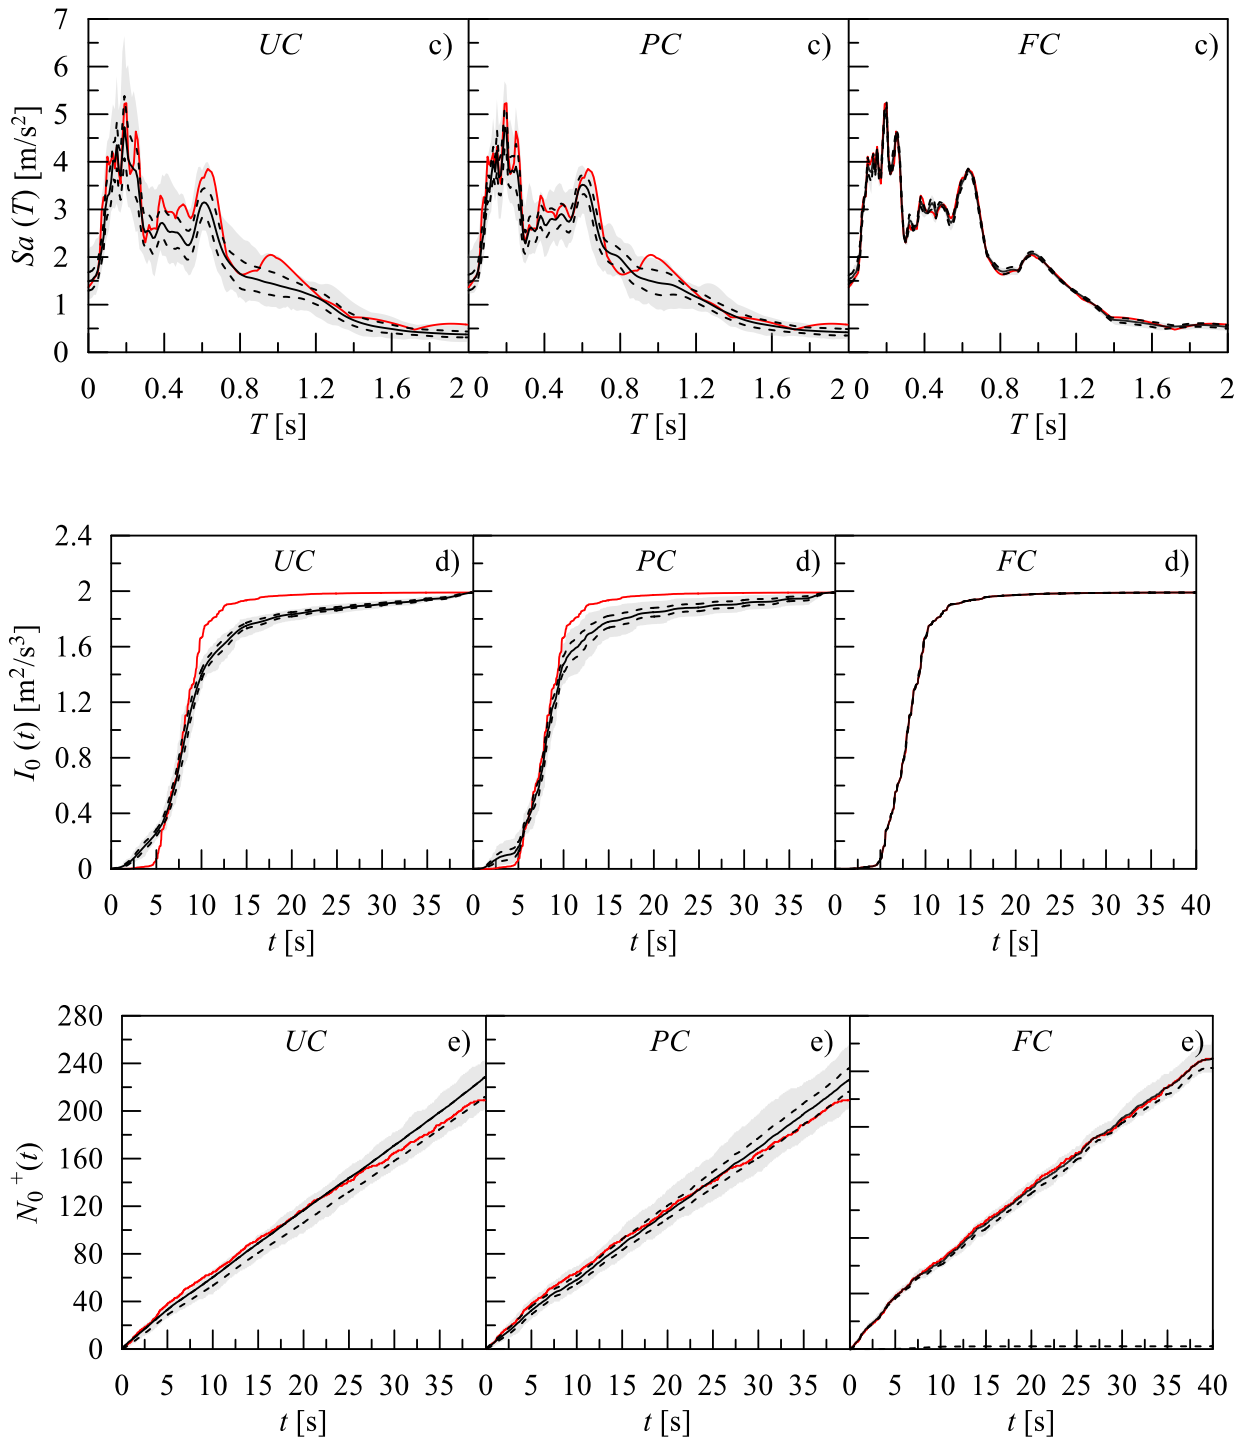 7
6
5
4
3
2
1
0
Sa (T) [m/s²]
UC c)
PC c)
FC c)
0 0.4 0.8 1.2 1.6 2 0 0.4 0.8 1.2 1.6 2 0 0.4 0.8 1.2 1.6 2
T [s] T [s] T [s]
2.4
2
1.6
1.2
0.8
0.4
0
I₀ (t) [m²/s³]
UC d)
PC d)
FC d)
0 5 10 15 20 25 30 35 0 5 10 15 20 25 30 35 0 5 10 15 20 25 30 35 40
t [s] t [s] t [s]
280
240
200
160
120
80
40
0
N₀⁺(t)
UC e)
PC e)
FC e)
0 5 10 15 20 25 30 35 0 5 10 15 20 25 30 35 0 5 10 15 20 25 30 35 40
t [s] t [s] t [s]